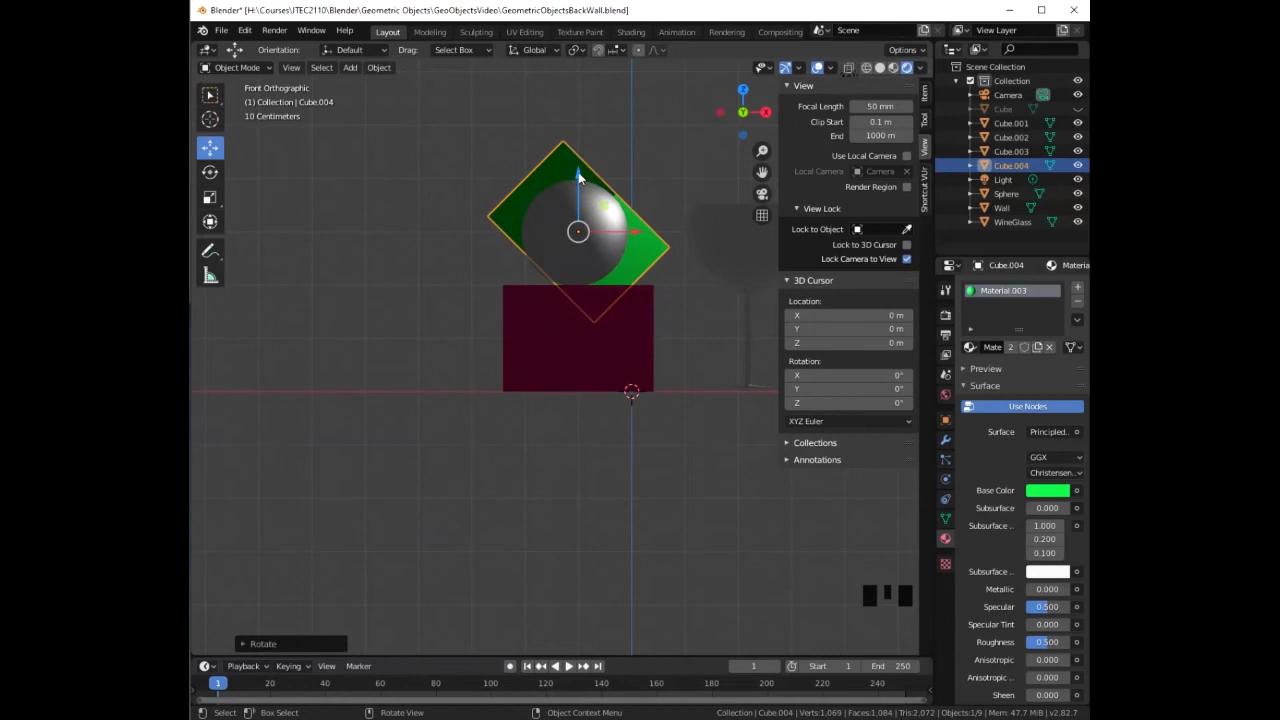 Blender* [H:\Courses\ITEC2110\Blender\Geometric Objects\GeoObjectsVideo\GeometricObjectsBackWall.blend]
File Edit Render Window Help Layout Modeling Sculpting UV Editing Texture Paint Shading Animation Rendering Compositing Scene View Layer
Orientation: Default Drag: Select Box Global Options
Object Mode View Select Add Object
Scene Collection
Collection
Camera
Cube
Cube.001
Cube.002
Cube.003
Cube.004
Light
Sphere
Wall
WineGlass
Front Orthographic
(1) Collection | Cube.004
10 Centimeters
Z
Y
X
View
Focal Length 50 mm
Clip Start 0.1 m
End 1000 m
Use Local Camera
Local Camera Camera
Render Region
View Lock
Lock to Object
Lock to 3D Cursor
Lock Camera to View
3D Cursor
Location:
X 0 m
Y 0 m
Z 0 m
Rotation:
X 0°
Y 0°
Z 0°
XYZ Euler
Collections
Annotations
Item
Tool
View
Shortcut VUr
Cube.004 Materia
Material.003
Mate 2
Preview
Surface
Use Nodes
Surface Principled..
GGX
Christensen..
Base Color
Subsurface 0.000
Subsurface .. 1.000
0.200
0.100
Subsurface ..
Metallic 0.000
Specular 0.500
Specular Tint 0.000
Roughness 0.500
Anisotropic 0.000
Anisotropic .. 0.000
Sheen 0.000
Rotate
Playback Keying View Marker 1 Start 1 End 250
1 20 40 60 80 100 120 140 160 180 200 220 240
Select Box Select Rotate View Object Context Menu Collection | Cube.004 | Verts:1,069 | Faces:1,084 | Tris:2,072 | Objects:1/9 | Mem: 47.7 MiB | v2.82.7